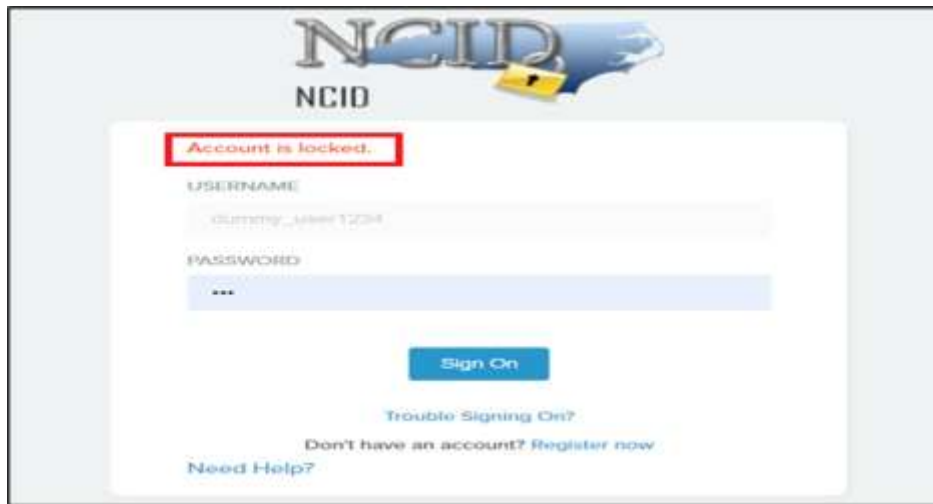 NCID
NCID
Account is locked.
USERNAME
dummy_user1234
PASSWORD
•••
Sign On
Trouble Signing On?
Don't have an account? Register now
Need Help?